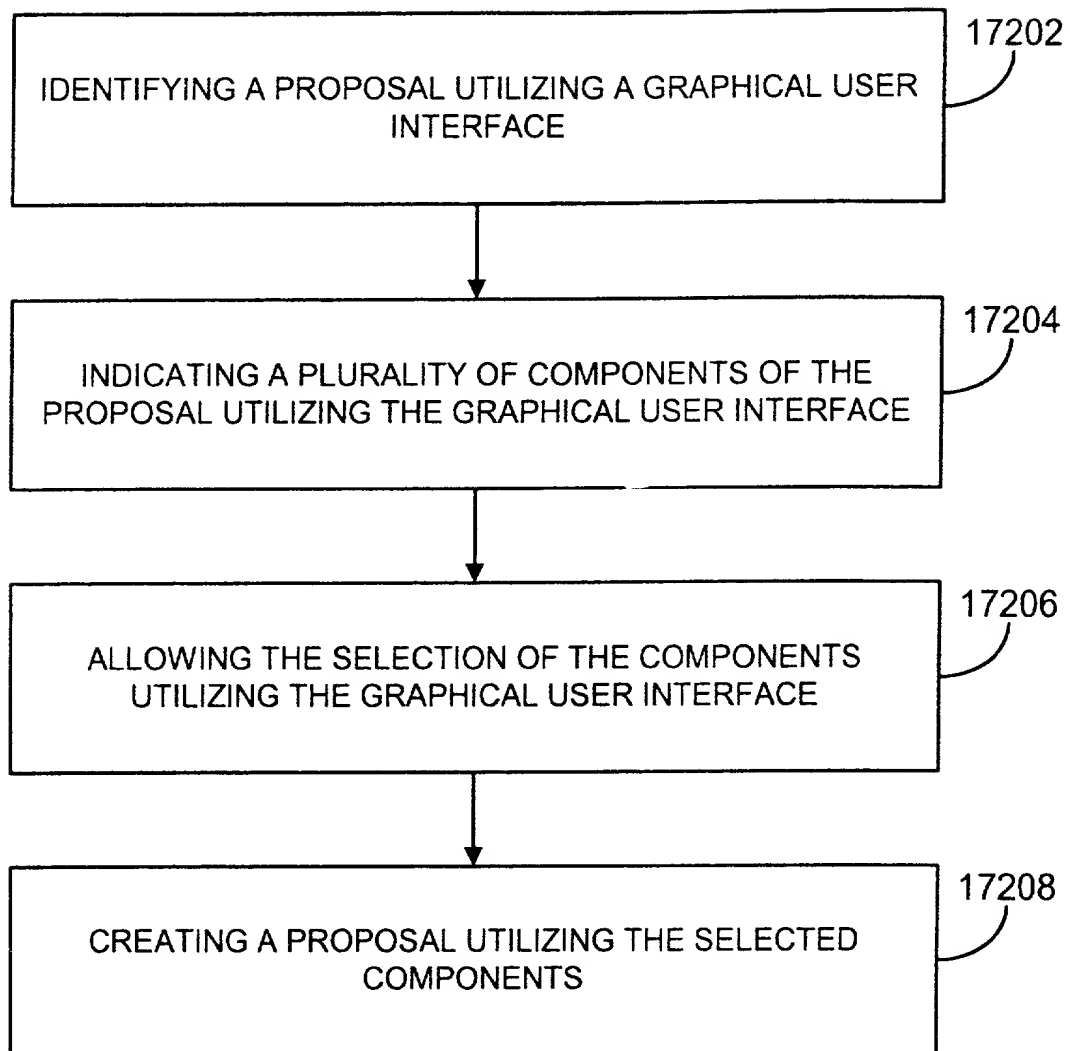 17202
IDENTIFYING A PROPOSAL UTILIZING A GRAPHICAL USER
INTERFACE
17204
INDICATING A PLURALITY OF COMPONENTS OF THE
PROPOSAL UTILIZING THE GRAPHICAL USER INTERFACE
17206
ALLOWING THE SELECTION OF THE COMPONENTS
UTILIZING THE GRAPHICAL USER INTERFACE
17208
CREATING A PROPOSAL UTILIZING THE SELECTED
COMPONENTS